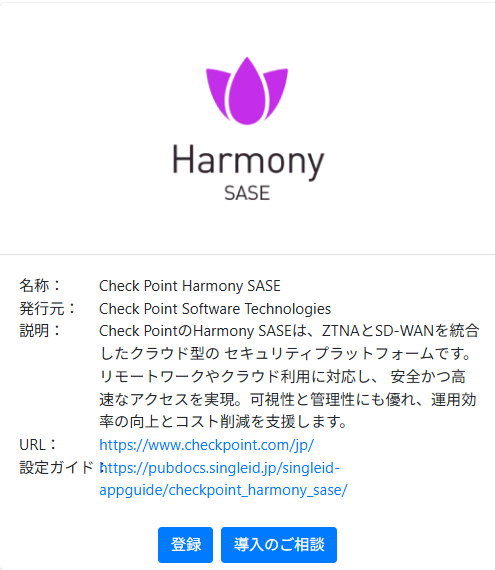 Harmony
SASE
名称： Check Point Harmony SASE
発行元： Check Point Software Technologies
説明： Check PointのHarmony SASEは、ZTNAとSD-WANを統合
したクラウド型の セキュリティプラットフォームです。
リモートワークやクラウド利用に対応し、 安全かつ高
速なアクセスを実現。可視性と管理性にも優れ、運用効
率の向上とコスト削減を支援します。
URL： https://www.checkpoint.com/jp/
設定ガイド： https://pubdocs.singleid.jp/singleid-
appguide/checkpoint_harmony_sase/
登録 導入のご相談